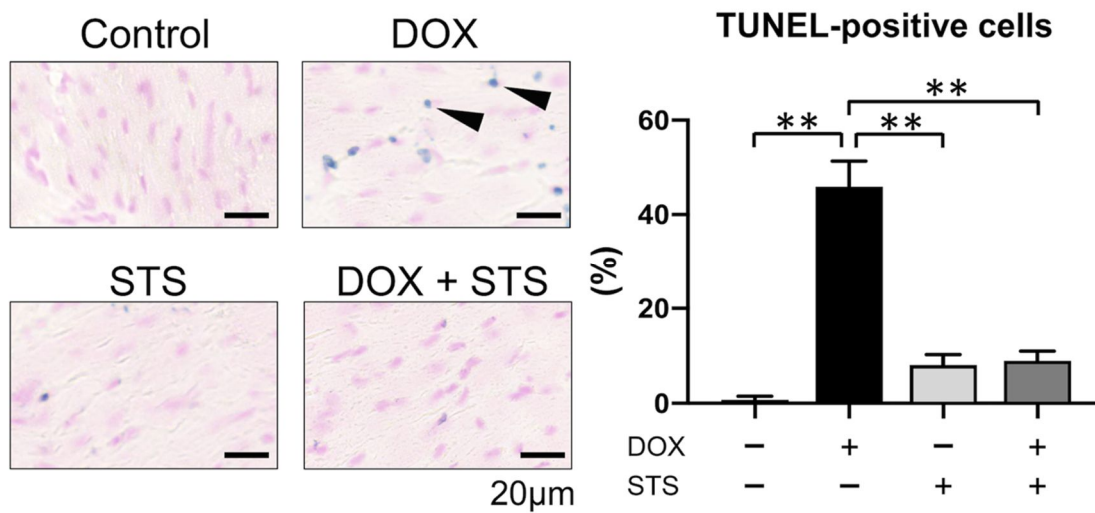 Control
DOX
STS
DOX + STS
20μm
TUNEL-positive cells
** ** **
(%)
60
40
20
0
DOX − + − +
STS − − + +